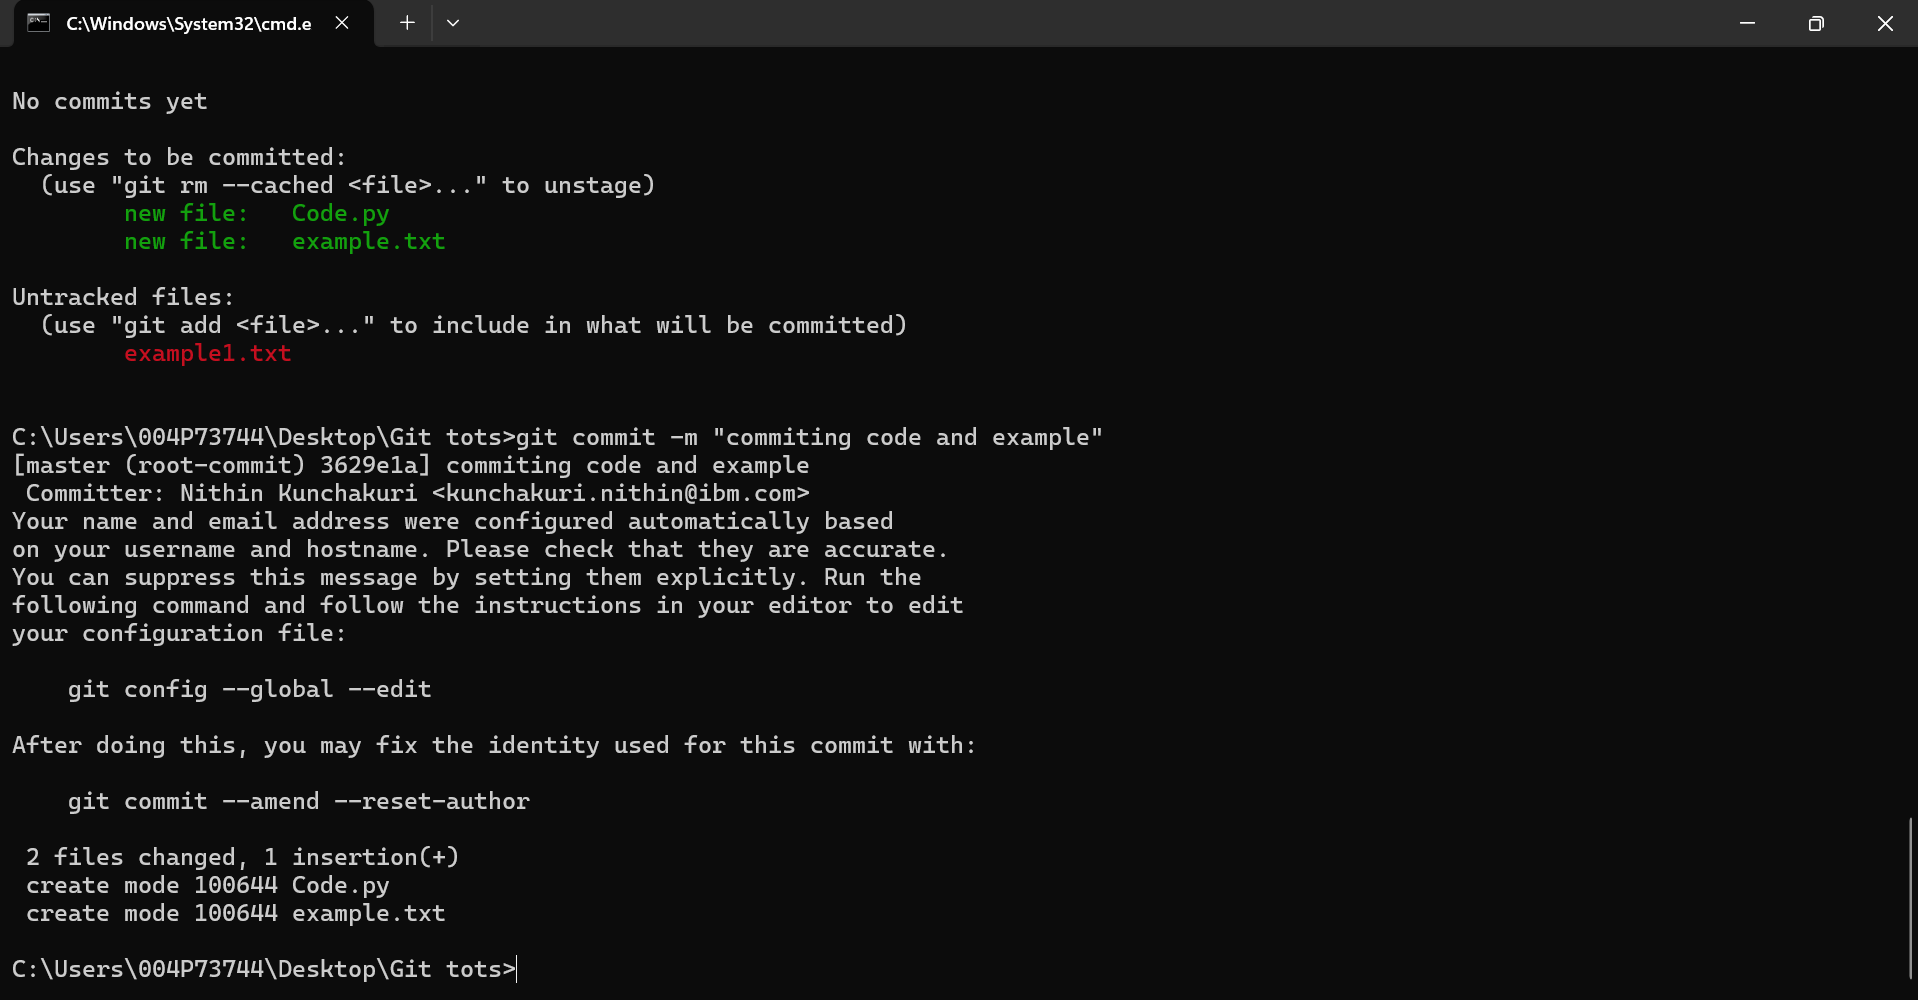 C:\Windows\System32\cmd.e
No commits yet
Changes to be committed:
  (use "git rm --cached <file>..." to unstage)
        new file:   Code.py
        new file:   example.txt
Untracked files:
  (use "git add <file>..." to include in what will be committed)
        example1.txt
C:\Users\004P73744\Desktop\Git tots>git commit -m "commiting code and example"
[master (root-commit) 3629e1a] commiting code and example
 Committer: Nithin Kunchakuri <kunchakuri.nithin@ibm.com>
Your name and email address were configured automatically based
on your username and hostname. Please check that they are accurate.
You can suppress this message by setting them explicitly. Run the
following command and follow the instructions in your editor to edit
your configuration file:
    git config --global --edit
After doing this, you may fix the identity used for this commit with:
    git commit --amend --reset-author
 2 files changed, 1 insertion(+)
 create mode 100644 Code.py
 create mode 100644 example.txt
C:\Users\004P73744\Desktop\Git tots>